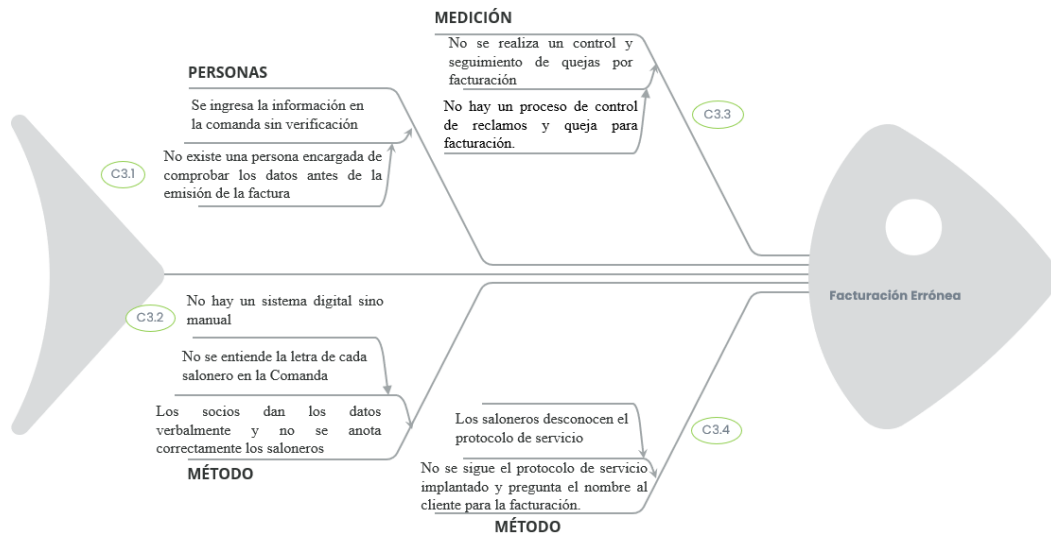 MEDICIÓN
No se realiza un control y
seguimiento de quejas por
facturación
No hay un proceso de control
de reclamos y queja para
facturación.
C3.3
PERSONAS
Se ingresa la información en
la comanda sin verificación
No existe una persona encargada de
comprobar los datos antes de la
emisión de la factura
C3.1
Facturación Errónea
C3.2
No hay un sistema digital sino
manual
No se entiende la letra de cada
salonero en la Comanda
Los socios dan los datos
verbalmente y no se anota
correctamente los saloneros
MÉTODO
Los saloneros desconocen el
protocolo de servicio
C3.4
No se sigue el protocolo de servicio
implantado y pregunta el nombre al
cliente para la facturación.
MÉTODO